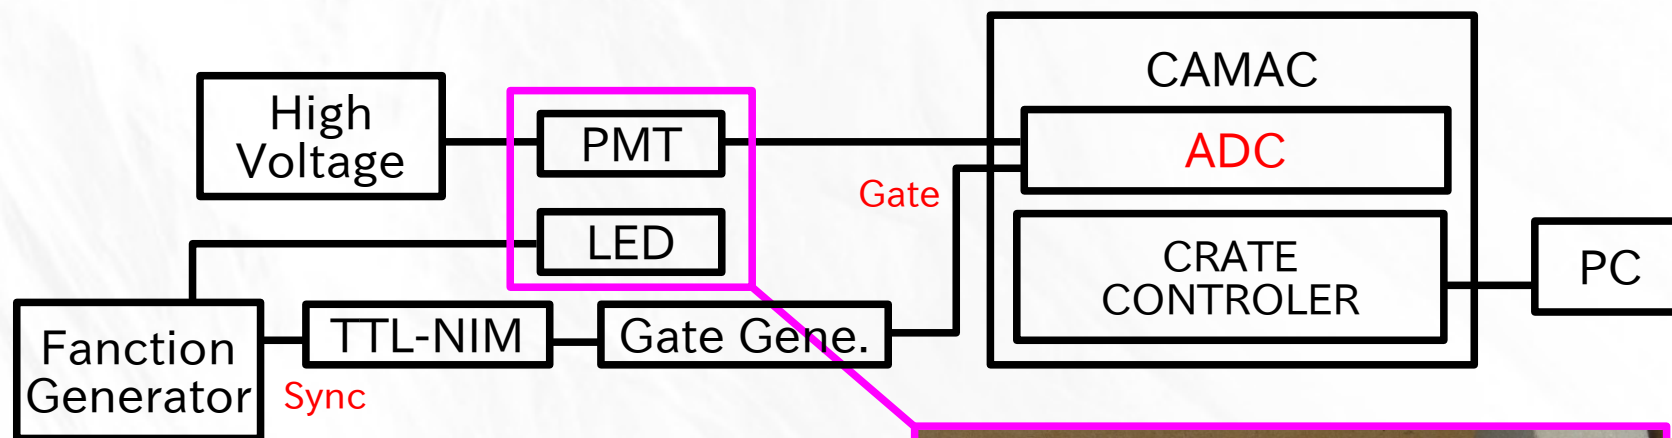 CAMAC
High
Voltage
PMT
ADC
Gate
LED
CRATE
CONTROLER
PC
Fanction
Generator
TTL-NIM
Gate Gene.
Sync